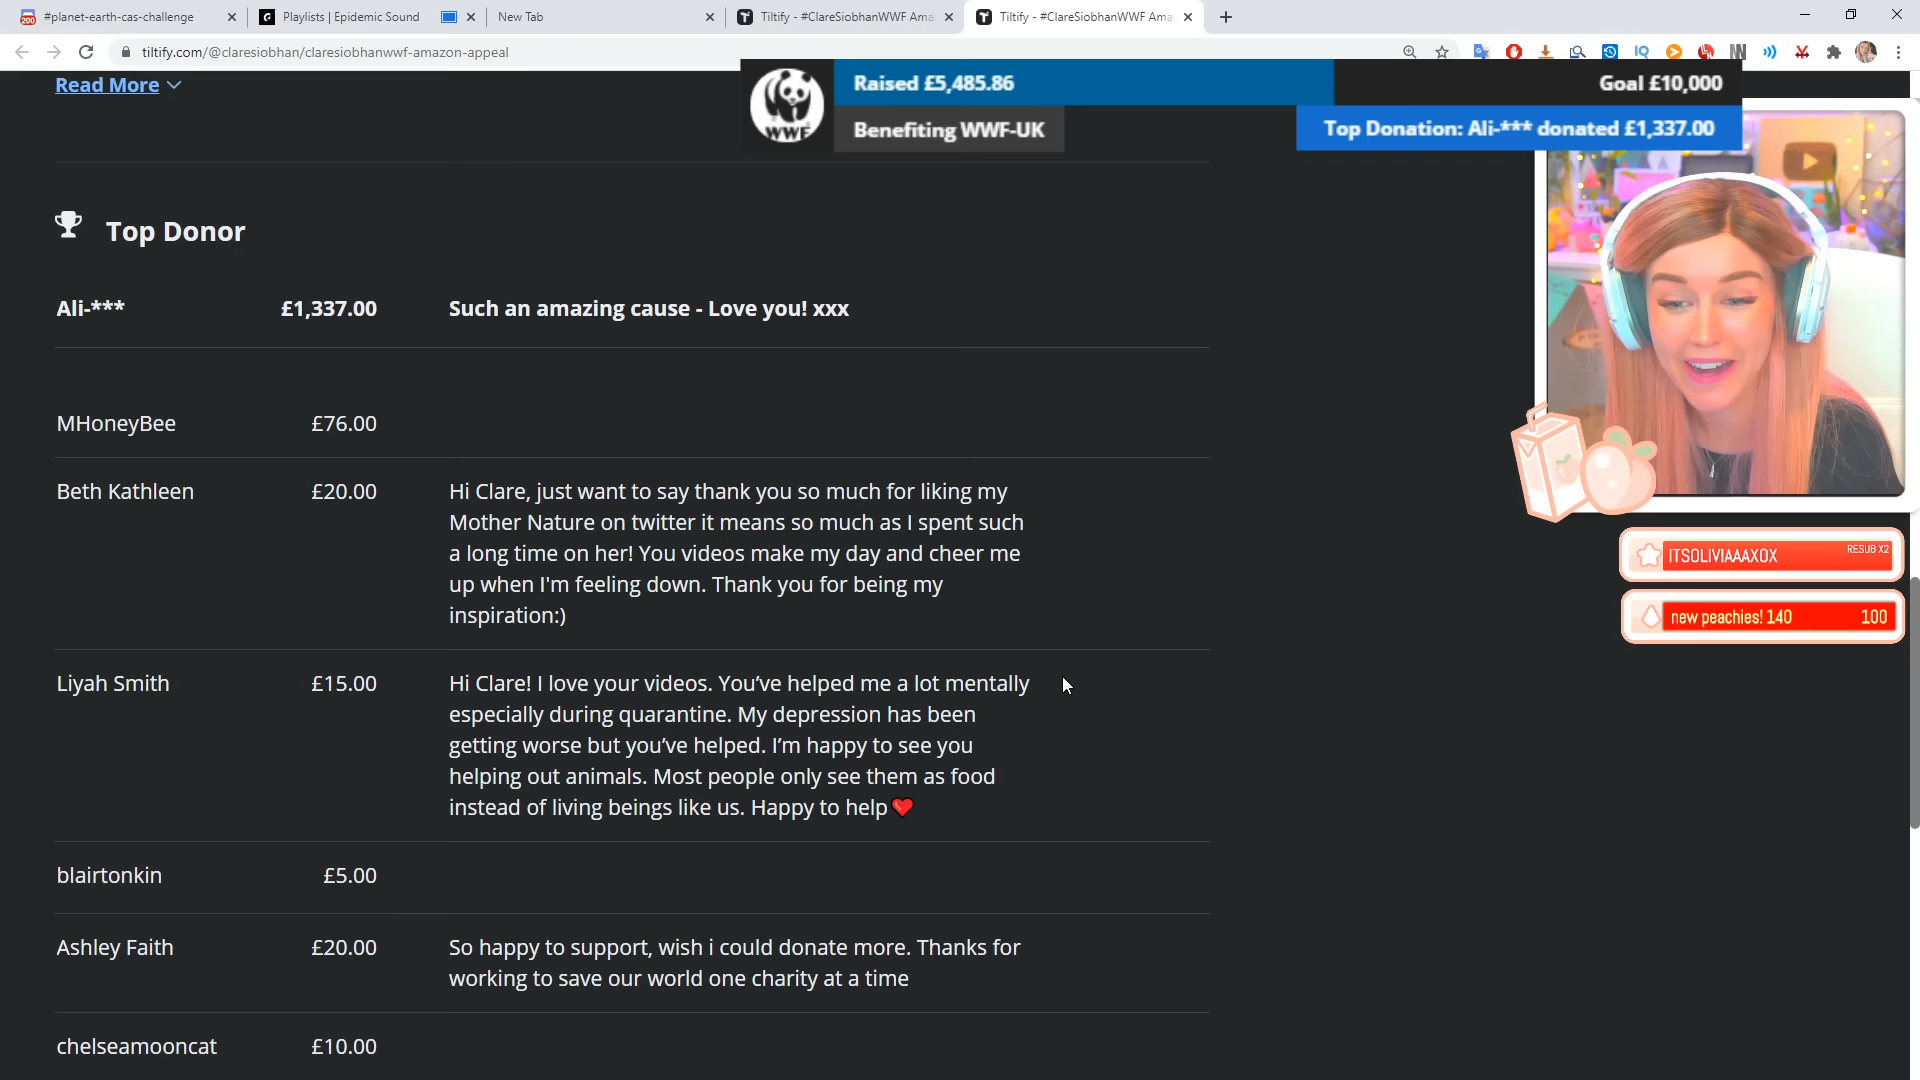 #planet-earth-cas-challenge
Playlists | Epidemic Sound
New Tab
Tiltify - #ClareSiobhanWWF Ama
Tiltify - #ClareSiobhanWWF Ama
tiltify.com/@claresiobhan/claresiobhanwwf-amazon-appeal
Read More
WWF
Raised £5,485.86
Goal £10,000
Benefiting WWF-UK
Top Donation: Ali-*** donated £1,337.00
Top Donor
Ali-*** £1,337.00 Such an amazing cause - Love you! xxx
MHoneyBee £76.00
Beth Kathleen £20.00 Hi Clare, just want to say thank you so much for liking my
Mother Nature on twitter it means so much as I spent such
a long time on her! You videos make my day and cheer me
up when I'm feeling down. Thank you for being my
inspiration:)
ITSOLIVIAAAXOX RESUB X2
new peachies! 140 100
Liyah Smith £15.00 Hi Clare! I love your videos. You've helped me a lot mentally
especially during quarantine. My depression has been
getting worse but you've helped. I'm happy to see you
helping out animals. Most people only see them as food
instead of living beings like us. Happy to help❤️
blairtonkin £5.00
Ashley Faith £20.00 So happy to support, wish i could donate more. Thanks for
working to save our world one charity at a time
chelseamooncat £10.00